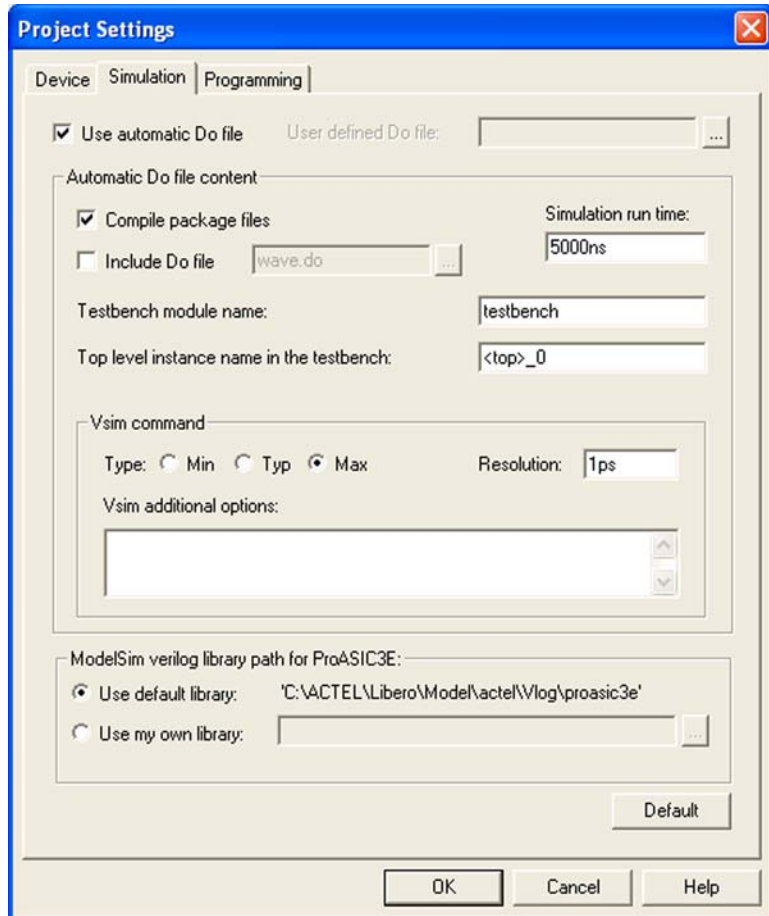 Project Settings
Device Simulation Programming
Use automatic Do file User defined Do file: ...
Automatic Do file content
Compile package files
Simulation run time:
5000ns
Include Do file wave.do ...
Testbench module name: testbench
Top level instance name in the testbench: <top>_0
Vsim command
Type: Min Typ Max Resolution: 1ps
Vsim additional options:
ModelSim verilog library path for ProASIC3E:
Use default library: 'C:\ACTEL\Libero\Model\actel\Vlog\proasic3e'
Use my own library: ...
Default
OK Cancel Help